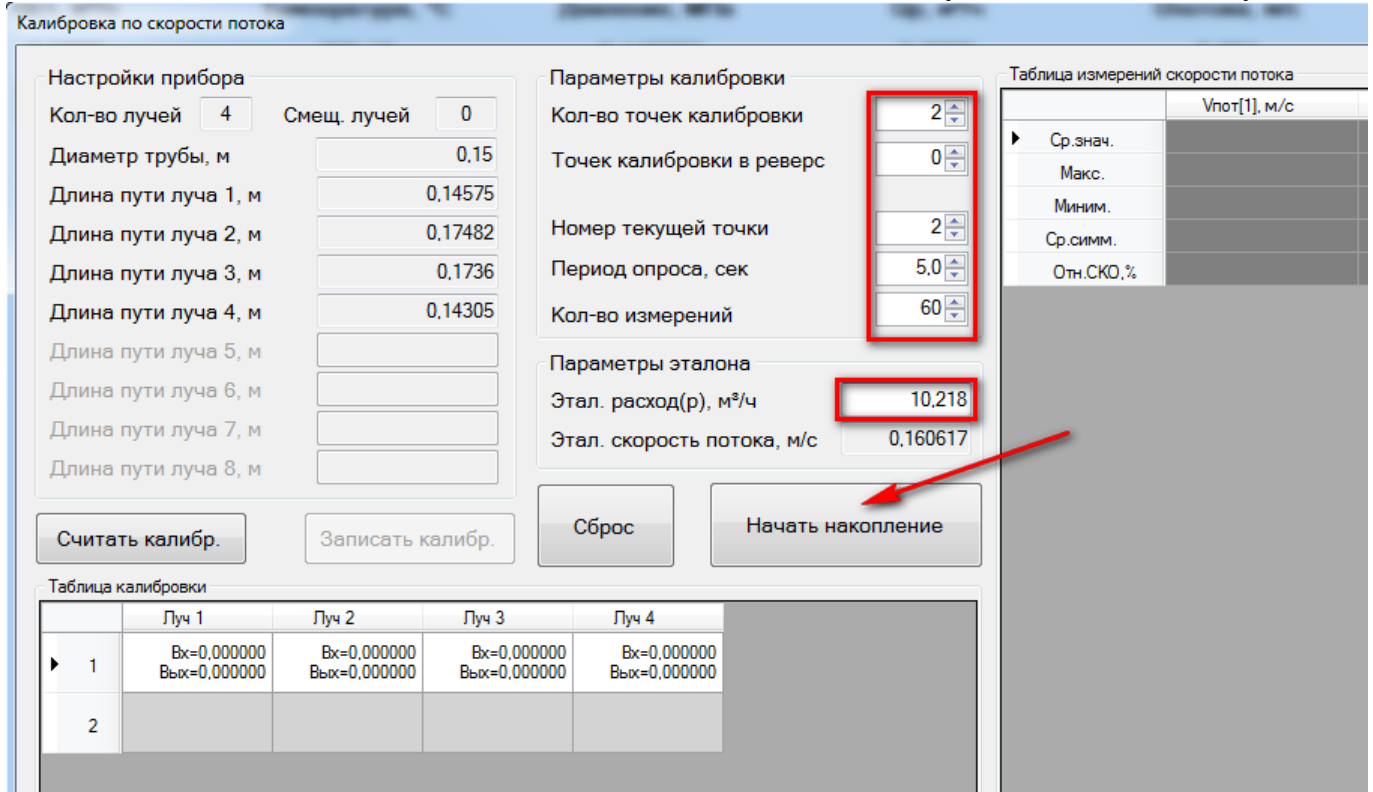 Калибровка по скорости потока
Настройки прибора
Кол-во лучей 4 Смещ. лучей 0
Диаметр трубы, м 0,15
Длина пути луча 1, м 0,14575
Длина пути луча 2, м 0,17482
Длина пути луча 3, м 0,1736
Длина пути луча 4, м 0,14305
Длина пути луча 5, м
Длина пути луча 6, м
Длина пути луча 7, м
Длина пути луча 8, м
Считать калибр. Записать калибр.
Параметры калибровки
Кол-во точек калибровки 2
Точек калибровки в реверс 0
Номер текущей точки 2
Период опроса, сек 5,0
Кол-во измерений 60
Параметры эталона
Этал. расход(р), м³/ч 10,218
Этал. скорость потока, м/с 0,160617
Сброс Начать накопление
Таблица калибровки
Луч 1 Луч 2 Луч 3 Луч 4
1 Вх=0,000000 Вх=0,000000 Вх=0,000000 Вх=0,000000
Вых=0,000000 Вых=0,000000 Вых=0,000000 Вых=0,000000
2
Таблица измерений скорости потока
Vпот[1], м/с
Ср.знач.
Макс.
Миним.
Ср.симм.
Отн.СКО,%